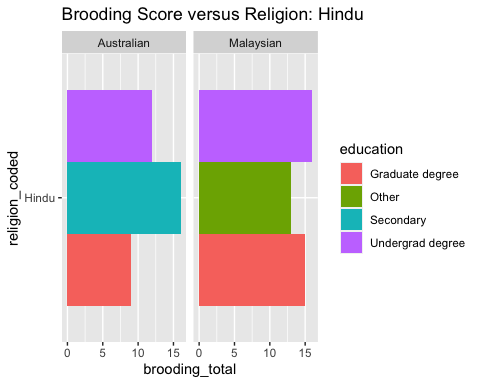 Brooding Score versus Religion: Hindu
Australian
Malaysian
religion_coded
Hindu
0 5 10 15
0 5 10 15
brooding_total
education
Graduate degree
Other
Secondary
Undergrad degree